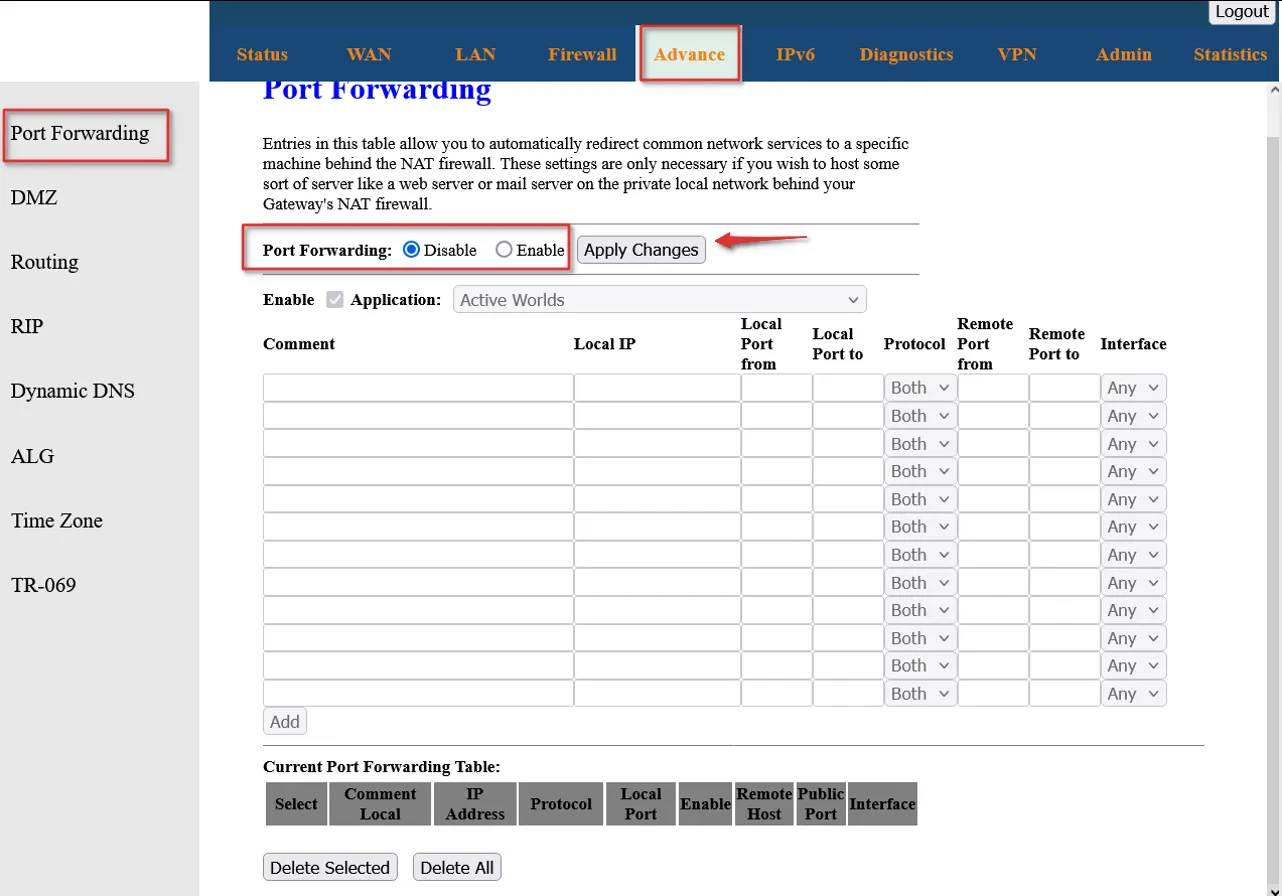 Logout
Status WAN LAN Firewall Advance IPv6 Diagnostics VPN Admin Statistics
Port Forwarding
DMZ
Routing
RIP
Dynamic DNS
ALG
Time Zone
TR-069
Port Forwarding
Entries in this table allow you to automatically redirect common network services to a specific
machine behind the NAT firewall. These settings are only necessary if you wish to host some
sort of server like a web server or mail server on the private local network behind your
Gateway's NAT firewall.
Port Forwarding: Disable Enable Apply Changes
Enable Application: Active Worlds
Comment Local IP Local Port from Local Port to Protocol Remote Port from Remote Port to Interface
Both Any
Both Any
Both Any
Both Any
Both Any
Both Any
Both Any
Both Any
Both Any
Both Any
Both Any
Both Any
Add
Current Port Forwarding Table:
Select Comment Local IP Address Protocol Local Port Enable Remote Host Public Port Interface
Delete Selected Delete All